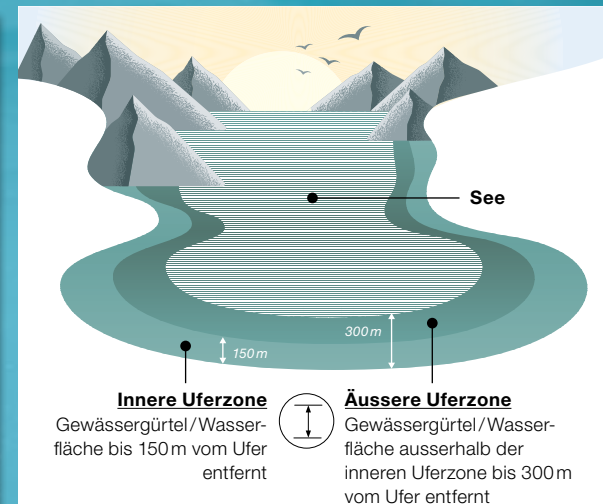 See
300 m
150 m
Innere Uferzone
Gewässergürtel/Wasser-
fläche bis 150 m vom Ufer
entfernt
Äussere Uferzone
Gewässergürtel/Wasser-
fläche ausserhalb der
inneren Uferzone bis 300 m
vom Ufer entfernt